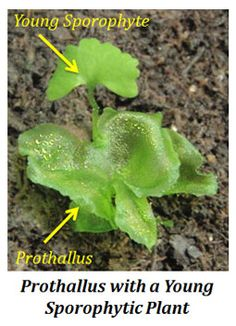 Young Sporophyte
Prothallus
Prothallus with a Young
Sporophytic Plant